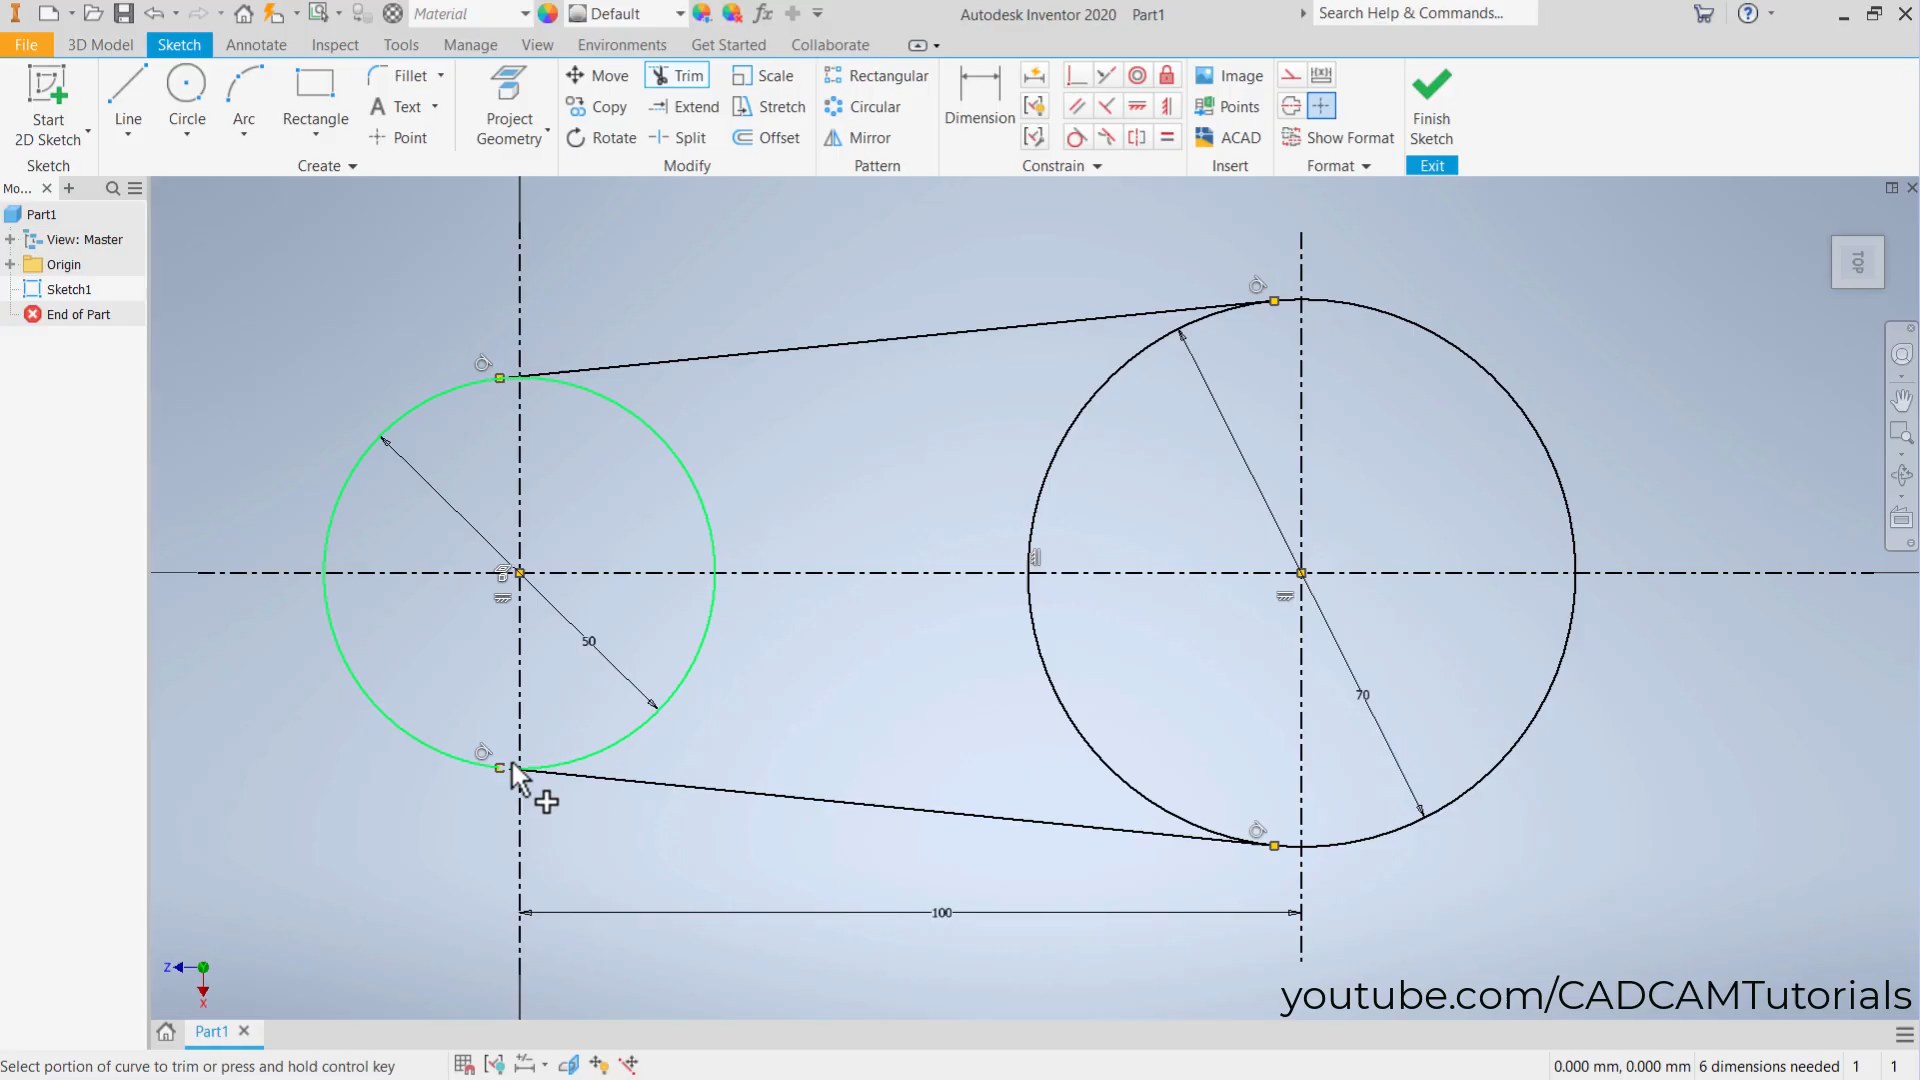 Material
Default
fx
Autodesk Inventor 2020 Part1
Search Help & Commands...
File
3D Model
Sketch
Annotate
Inspect
Tools
Manage
View
Environments
Get Started
Collaborate
Start
2D Sketch
Line
Circle
Arc
Rectangle
Fillet
Text
Point
Project
Geometry
Move
Copy
Rotate
Trim
Extend
Split
Scale
Stretch
Offset
Rectangular
Circular
Mirror
Dimension
Image
Points
ACAD
Show Format
Finish
Sketch
Sketch
Create
Modify
Pattern
Constrain
Insert
Format
Exit
Mo...
Part1
View: Master
Origin
Sketch1
End of Part
TOP
50
70
100
Z
X
youtube.com/CADCAMTutorials
Part1
Select portion of curve to trim or press and hold control key
0.000 mm, 0.000 mm 6 dimensions needed 1 1